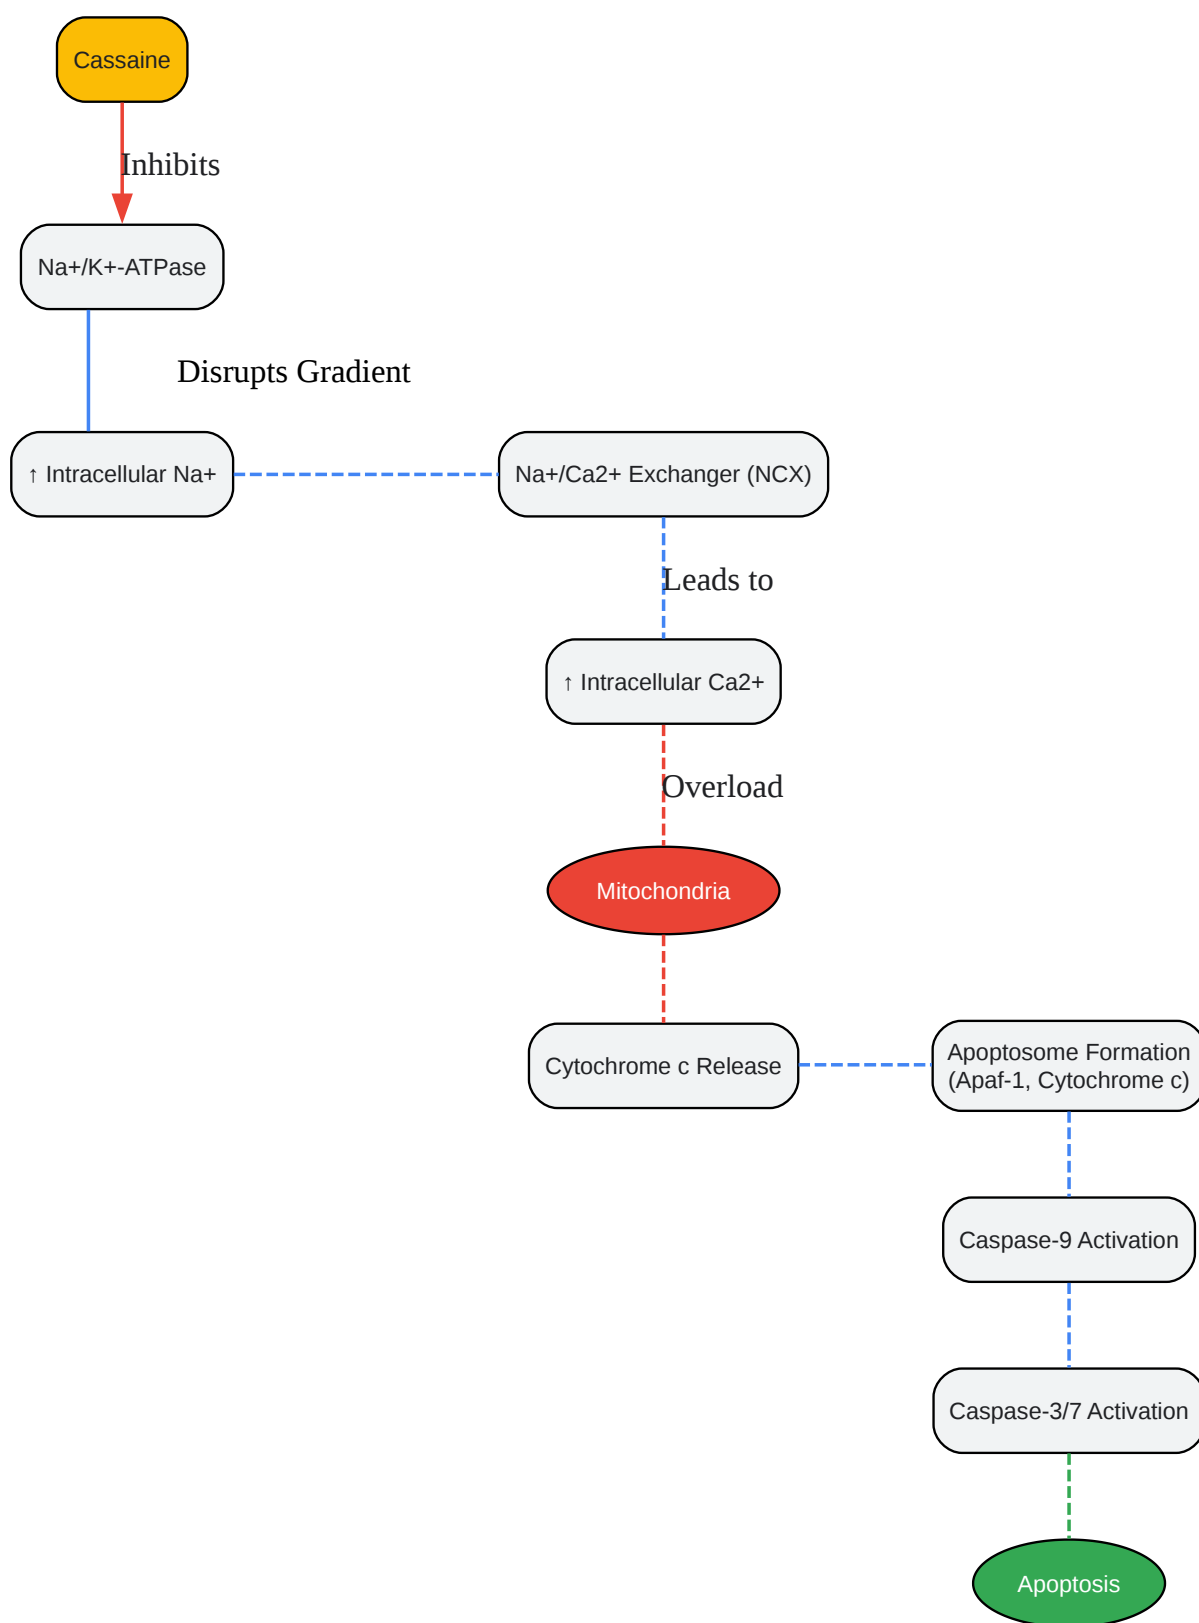 Cassaine
Inhibits
Na+/K+-ATPase
Disrupts Gradient
↑ Intracellular Na+
Na+/Ca2+ Exchanger (NCX)
Leads to
↑ Intracellular Ca2+
Overload
Mitochondria
Cytochrome c Release
Apoptosome Formation
(Apaf-1, Cytochrome c)
Caspase-9 Activation
Caspase-3/7 Activation
Apoptosis